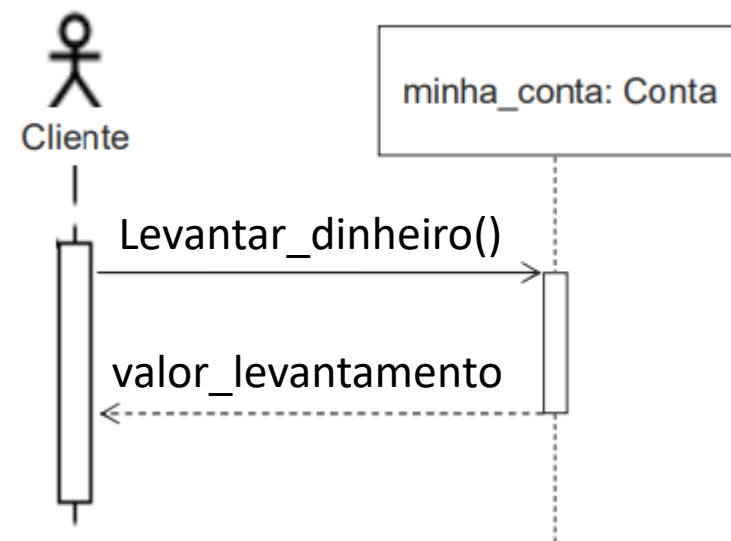 Cliente
minha_conta: Conta
Levantar_dinheiro()
valor_levantamento